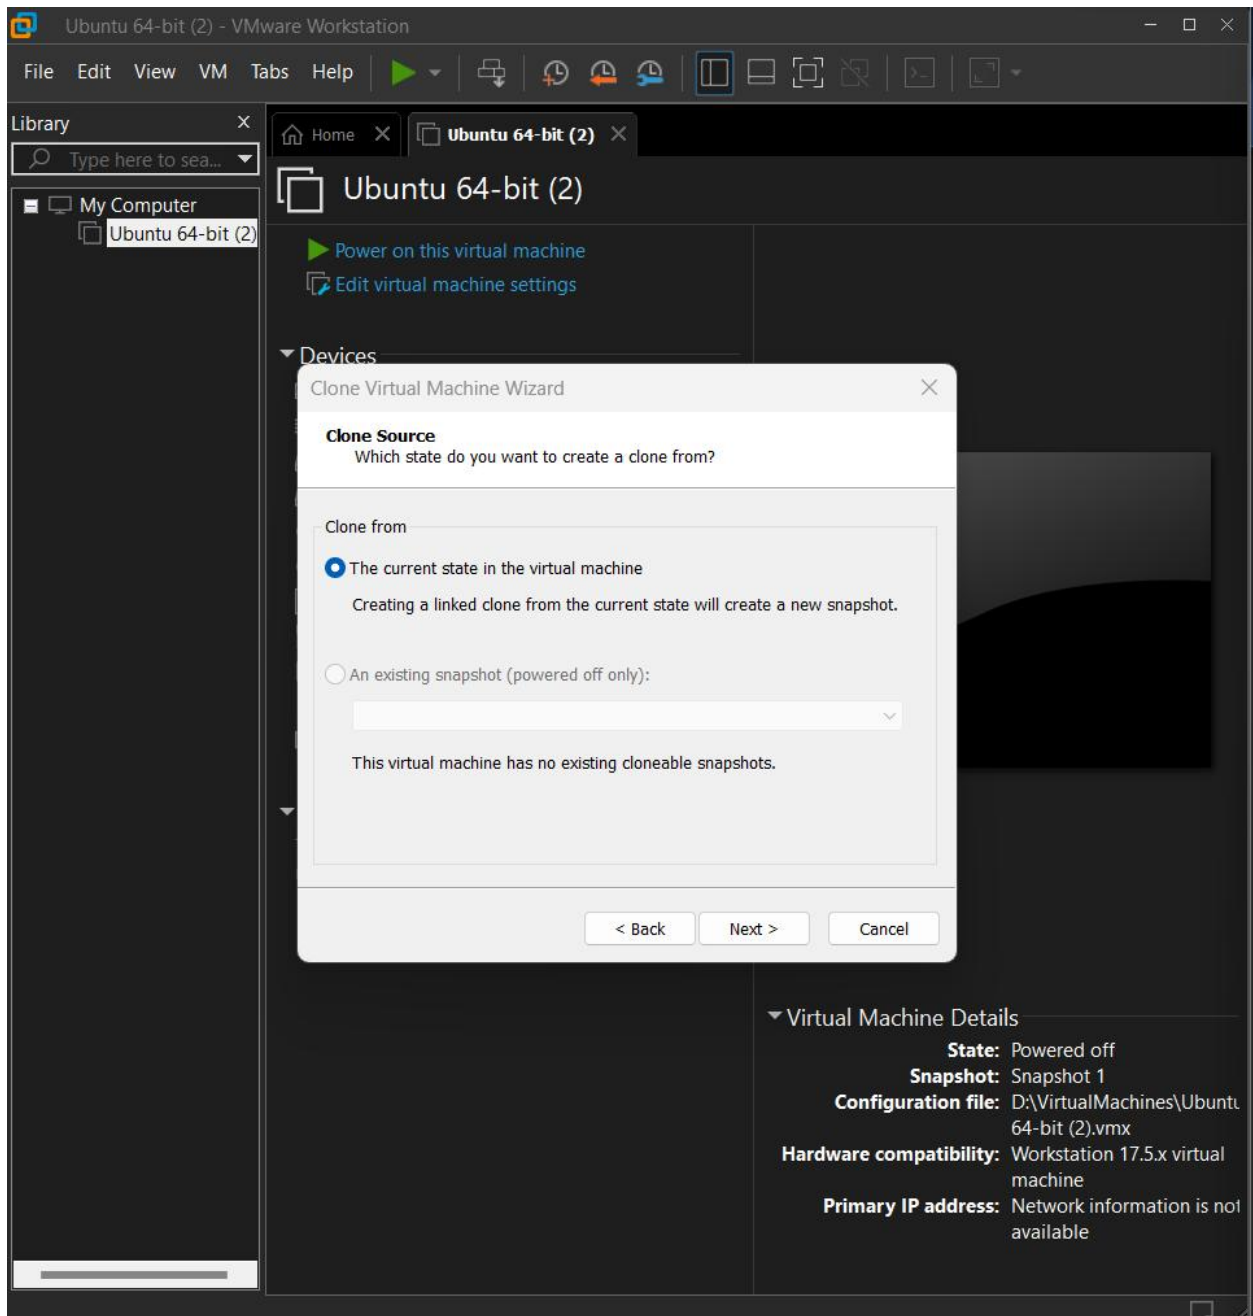 Ubuntu 64-bit (2) - VMware Workstation
File Edit View VM Tabs Help
Library X
Type here to sea...
My Computer
Ubuntu 64-bit (2)
Home
Ubuntu 64-bit (2)
Ubuntu 64-bit (2)
Power on this virtual machine
Edit virtual machine settings
Devices
Clone Virtual Machine Wizard
Clone Source
Which state do you want to create a clone from?
Clone from
The current state in the virtual machine
Creating a linked clone from the current state will create a new snapshot.
An existing snapshot (powered off only):
This virtual machine has no existing cloneable snapshots.
< Back Next > Cancel
Virtual Machine Details
State: Powered off
Snapshot: Snapshot 1
Configuration file: D:\VirtualMachines\Ubuntu
64-bit (2).vmx
Hardware compatibility: Workstation 17.5.x virtual
machine
Primary IP address: Network information is not
available